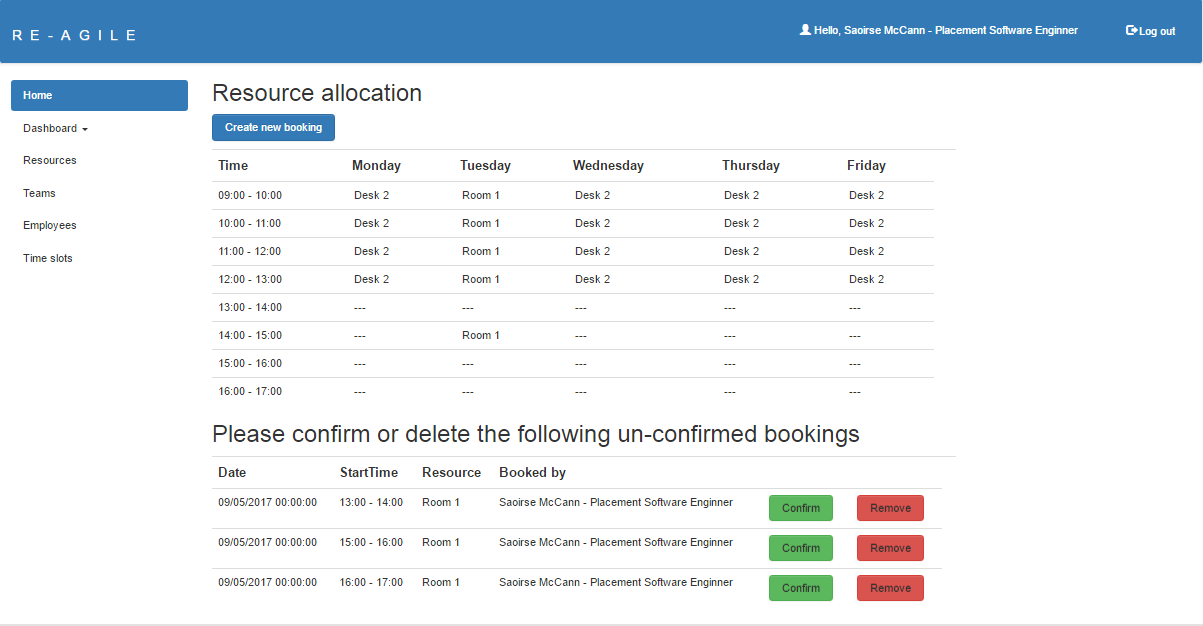 RE-AGILE
Hello, Saoirse McCann - Placement Software Enginner
Log out
Home
Dashboard
Resources
Teams
Employees
Time slots
Resource allocation
Create new booking
Time Monday Tuesday Wednesday Thursday Friday
09:00 - 10:00 Desk 2 Room 1 Desk 2 Desk 2 Desk 2
10:00 - 11:00 Desk 2 Room 1 Desk 2 Desk 2 Desk 2
11:00 - 12:00 Desk 2 Room 1 Desk 2 Desk 2 Desk 2
12:00 - 13:00 Desk 2 Room 1 Desk 2 Desk 2 Desk 2
13:00 - 14:00 --- --- --- --- ---
14:00 - 15:00 --- Room 1 --- --- ---
15:00 - 16:00 --- --- --- --- ---
16:00 - 17:00 --- --- --- --- ---
Please confirm or delete the following un-confirmed bookings
Date StartTime Resource Booked by
09/05/2017 00:00:00 13:00 - 14:00 Room 1 Saoirse McCann - Placement Software Enginner Confirm Remove
09/05/2017 00:00:00 15:00 - 16:00 Room 1 Saoirse McCann - Placement Software Enginner Confirm Remove
09/05/2017 00:00:00 16:00 - 17:00 Room 1 Saoirse McCann - Placement Software Enginner Confirm Remove